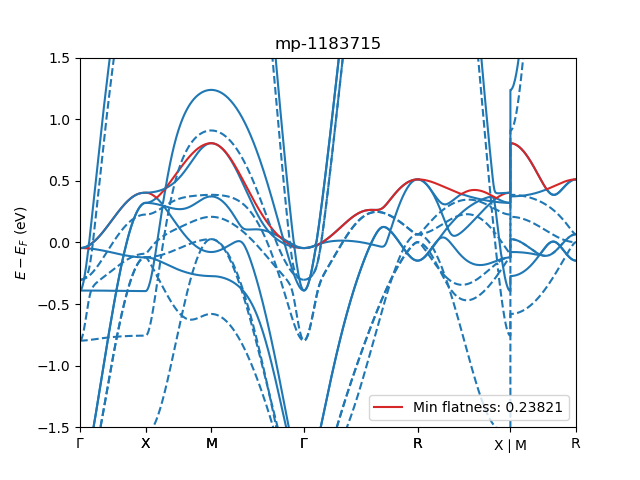 mp-1183715
E − E_F (eV)
1.5
1.0
0.5
0.0
−0.5
−1.0
−1.5
Min flatness: 0.23821
Γ X M Γ R X | M R